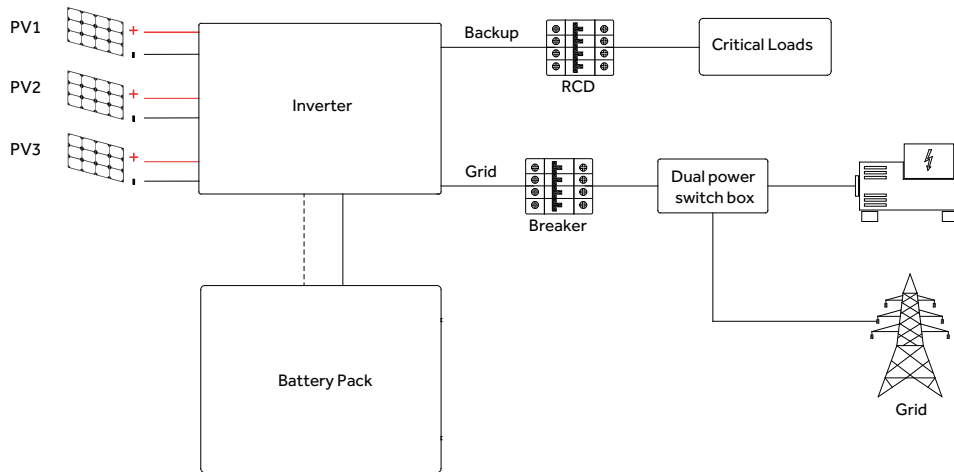 PV1
+
-
PV2
+
-
PV3
+
-
Inverter
Backup
RCD
Critical Loads
Grid
Breaker
Dual power
switch box
Battery Pack
Grid